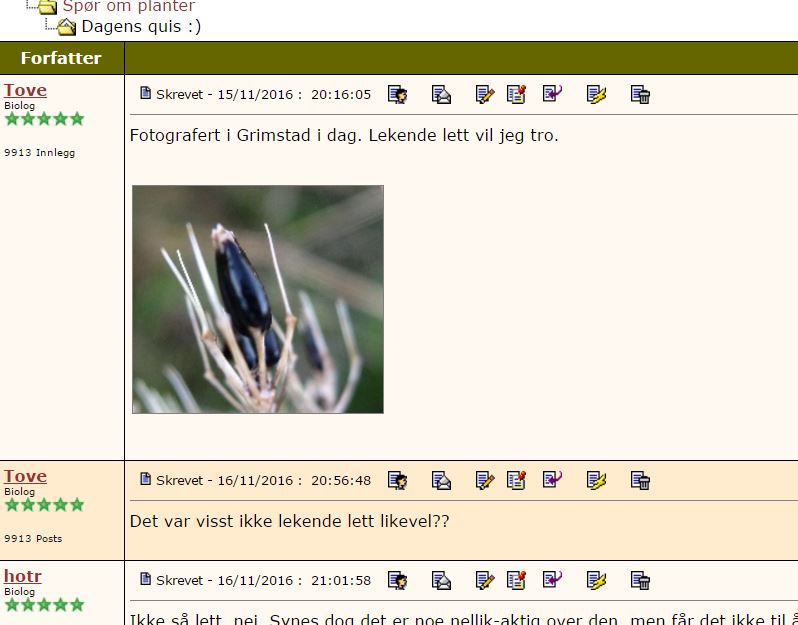 Spør om planter
Dagens quis :)
Forfatter
Tove
Biolog
9913 Innlegg
Skrevet - 15/11/2016 : 20:16:05
Fotografert i Grimstad i dag. Lekende lett vil jeg tro.
Tove
Biolog
9913 Posts
Skrevet - 16/11/2016 : 20:56:48
Det var visst ikke lekende lett likevel??
hotr
Biolog
Skrevet - 16/11/2016 : 21:01:58
Ikke så lett, nei. Synes dog det er noe nellik-aktig over den, men får det ikke til å